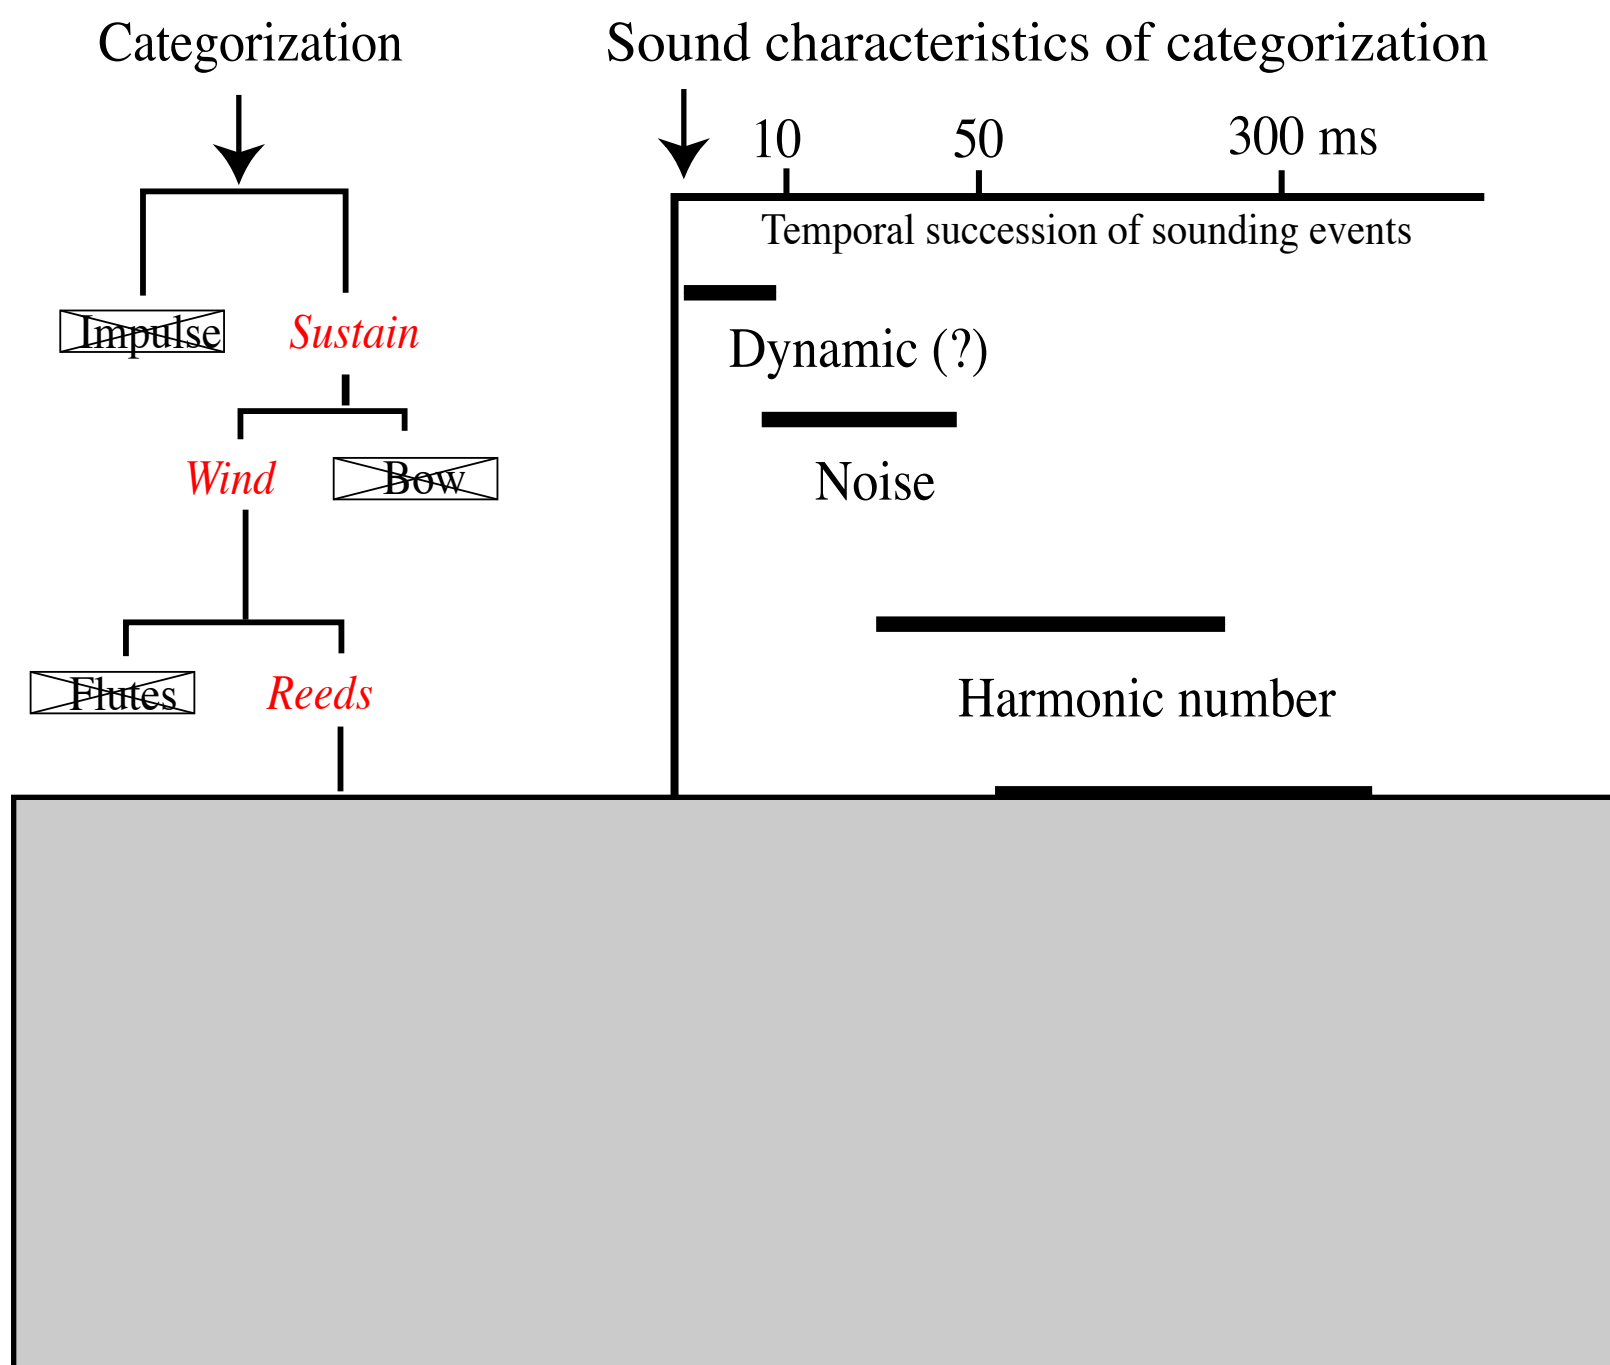 Categorization
Sound characteristics of categorization
10 50 300 ms
Temporal succession of sounding events
Impulse Sustain
Dynamic (?)
Wind Bow
Noise
Flutes Reeds
Harmonic number